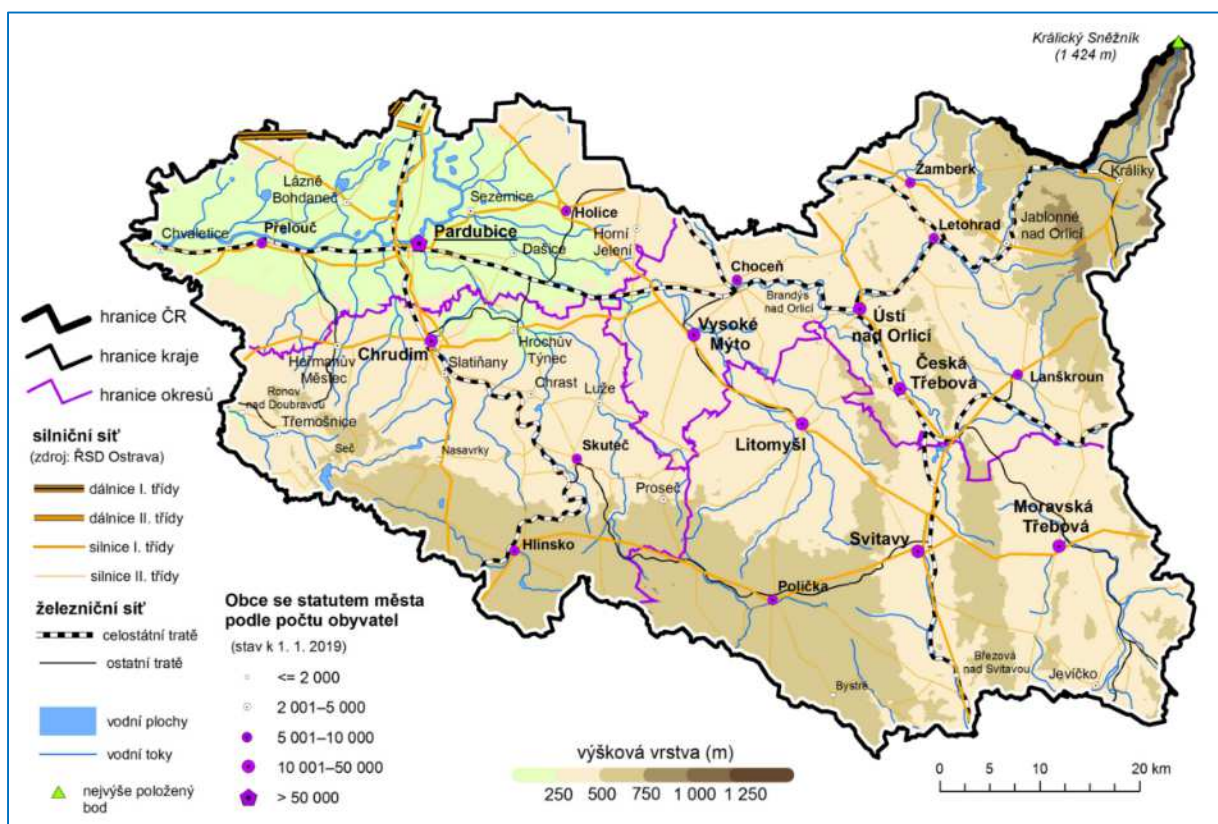 Králický Sněžník
(1 424 m)
Žamberk
Králíky
Lázně
Bohdaneč
Sezemice
Holice
Letohrad
Jablonné
nad Orlicí
Chvaletice
Přelouč
Pardubice
Dašice
Horní
Jelení
Choceň
Brandýs
nad Orlicí
Ústí
nad Orlicí
Vysoké
Mýto
hranice ČR
hranice kraje
hranice okresů
Heřmanův
Městec
Chrudim
Slatiňany
Hrochův
Týnec
Česká
Třebová
Lanškroun
Ronov
nad Doubravou
Třemošnice
Chrast
Luže
Litomyšl
Seč
Nasavrky
Skuteč
Proseč
Moravská
Třebová
Hlinsko
Svitavy
Polička
Březová
nad Svitavou
Bystré
Jevíčko
silniční síť
(zdroj: ŘSD Ostrava)
dálnice I. třídy
dálnice II. třídy
silnice I. třídy
silnice II. třídy
železniční síť
celostátní tratě
ostatní tratě
vodní plochy
vodní toky
nejvýše položený
bod
Obce se statutem města
podle počtu obyvatel
(stav k 1. 1. 2019)
<= 2 000
2 001–5 000
5 001–10 000
10 001–50 000
> 50 000
výšková vrstva (m)
250 500 750 1 000 1 250
0 5 10 20 km